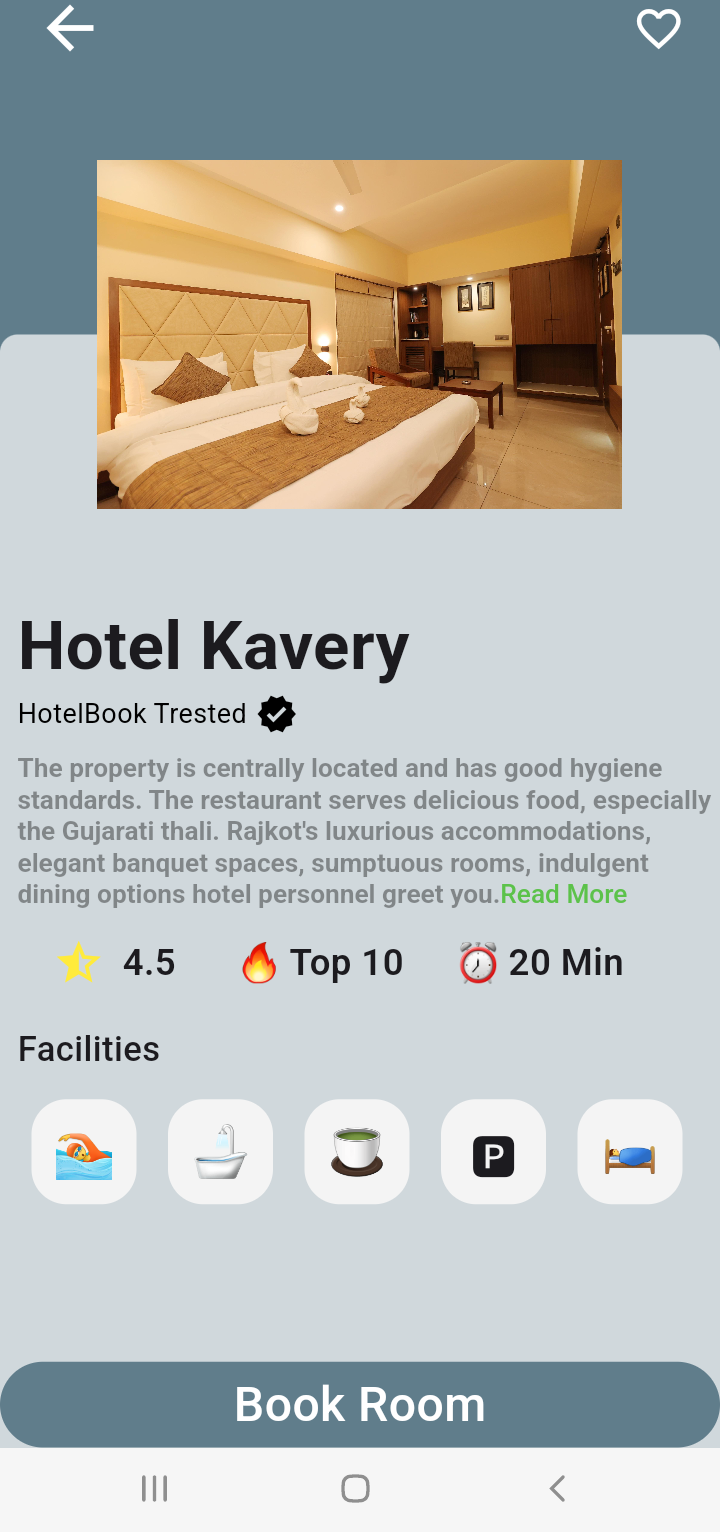 Hotel Kavery
HotelBook Trested
The property is centrally located and has good hygiene
standards. The restaurant serves delicious food, especially
the Gujarati thali. Rajkot's luxurious accommodations,
elegant banquet spaces, sumptuous rooms, indulgent
dining options hotel personnel greet you.Read More
4.5 Top 10 20 Min
Facilities
P
Book Room